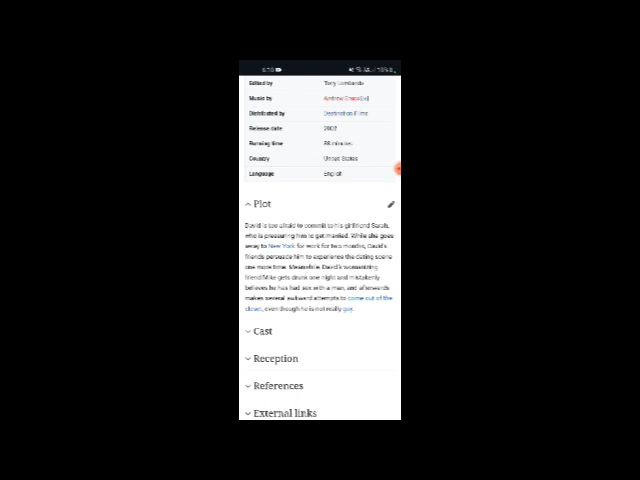 Edited by Tony Lombardo
Music by Andrew Gross
Distributed by Destination Films
Release date 2002
Running time 88 minutes
Country United States
Language English
Plot
David is too afraid to commit to his girlfriend Sarah,
who is pressuring him to get married. While she goes
away to New York for work for two months, David's
friends persuade him to experience the dating scene
one more time. Meanwhile, David's womanizing
friend Mike gets drunk one night and mistakenly
believes he has had sex with a man, and afterwards
makes several awkward attempts to come out of the
closet, even though he is not really gay.
Cast
Reception
References
External links